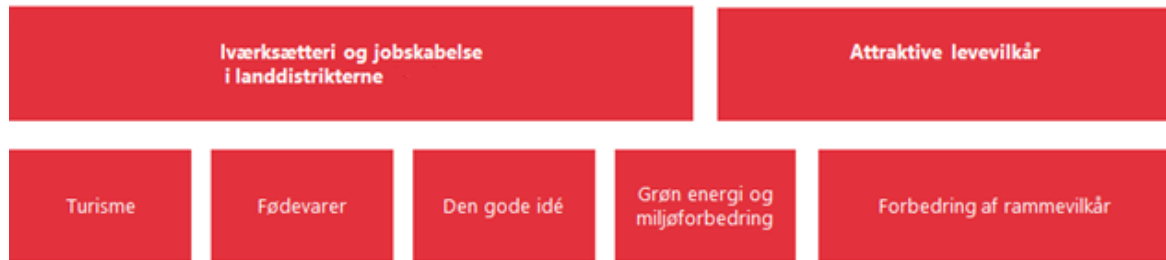 Iværksætteri og jobskabelse
i landdistrikterne
Attraktive levevilkår
Turisme
Fødevarer
Den gode idé
Grøn energi og
miljøforbedring
Forbedring af rammevilkår